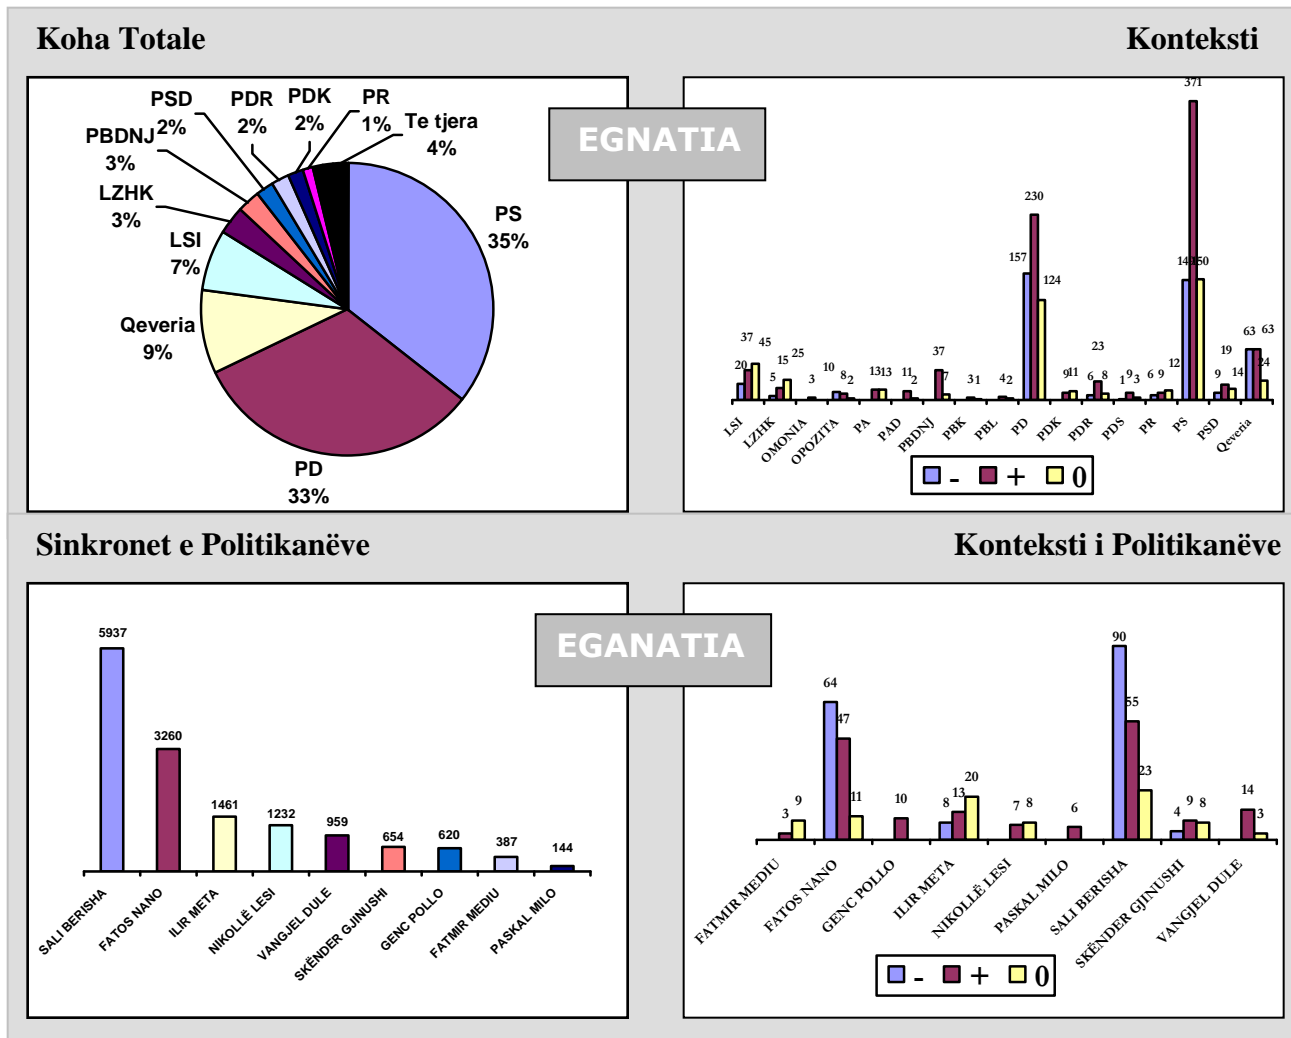 Koha Totale
Konteksti
EGNATIA
PS
35%
PD
33%
Qeveria
9%
LSI
7%
LZHK
3%
PBDNJ
3%
PSD
2%
PDR
2%
PDK
2%
PR
1%
Te tjera
4%
20 37 45
5 15 25
3
10 8 2
13 13
11 2
37 7
3 1
4 2
157 230 124
9 11
6 23 8
1 9 3
6 9 12
371 150
9 19 14
63 63 24
LSI
LZHK
OMONIA
OPOZITA
PA
PAD
PBDNJ
PBK
PBL
PD
PDK
PDR
PDS
PR
PS
PSD
Qeveria
- + 0
Sinkronet e Politikanëve
Konteksti i Politikanëve
EGANATIA
5937
3260
1461
1232
959
654
620
387
144
SALI BERISHA
FATOS NANO
ILIR META
NIKOLLË LESI
VANGJEL DULE
SKËNDER GJINUSHI
GENC POLLO
FATMIR MEDIU
PASKAL MILO
3 9
64 47 11
10
8 13 20
7 8
6
90 55 23
4 9 8
14 3
FATMIR MEDIU
FATOS NANO
GENC POLLO
ILIR META
NIKOLLË LESI
PASKAL MILO
SALI BERISHA
SKËNDER GJINUSHI
VANGJEL DULE
- + 0